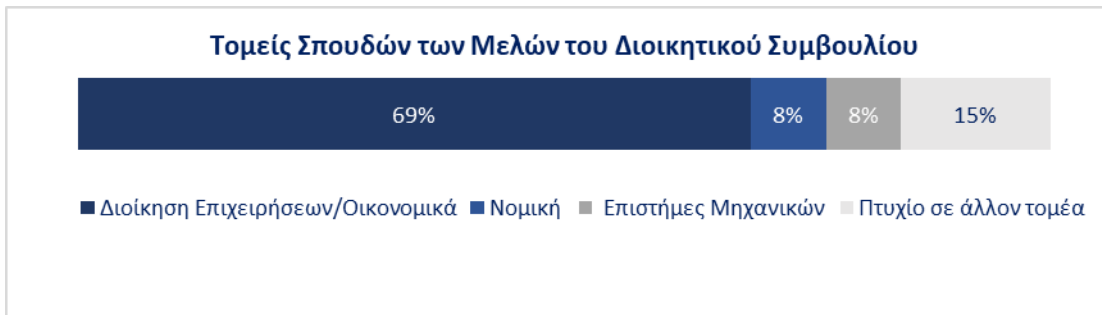 Τομείς Σπουδών των Μελών του Διοικητικού Συμβουλίου
69% 8% 8% 15%
Διοίκηση Επιχειρήσεων/Οικονομικά Νομική Επιστήμες Μηχανικών Πτυχίο σε άλλον τομέα